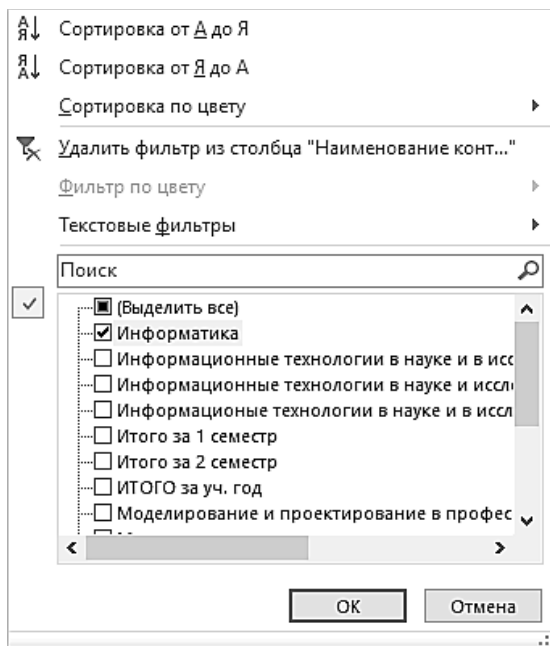 Сортировка от А до Я
Сортировка от Я до А
Сортировка по цвету
Удалить фильтр из столбца "Наименование конт..."
Фильтр по цвету
Текстовые фильтры
Поиск
(Выделить все)
Информатика
Информационные технологии в науке и в исс
Информационные технологии в науке и иссл
Информационые технологии в науке и в иссл
Итого за 1 семестр
Итого за 2 семестр
ИТОГО за уч. год
Моделирование и проектирование в профес
ОК
Отмена